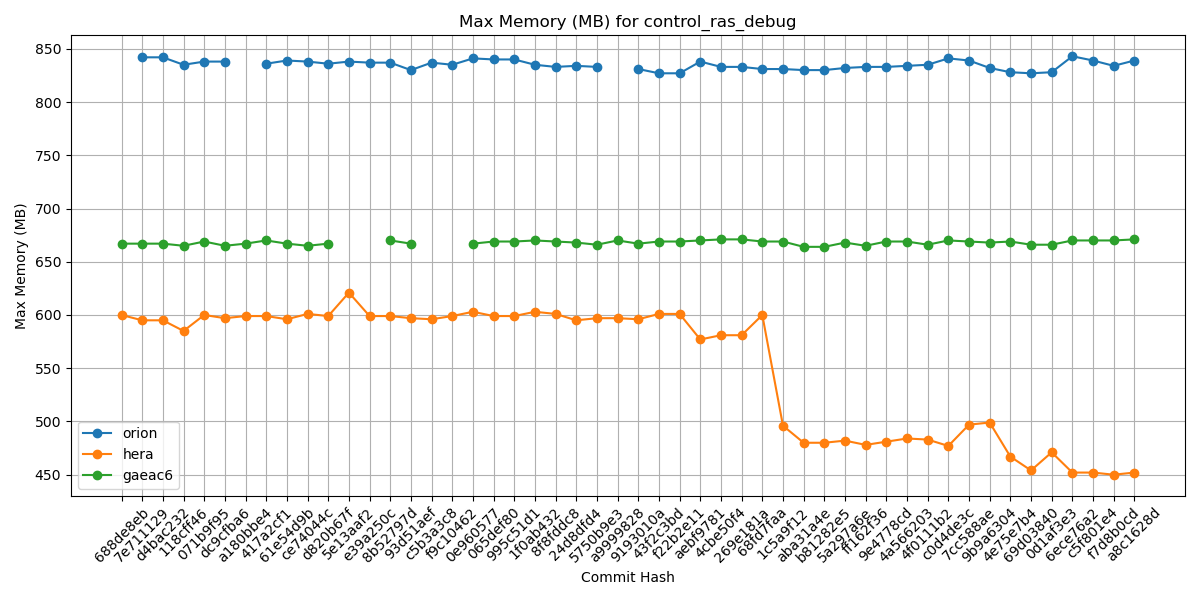 Max Memory (MB) for control_ras_debug
Max Memory (MB)
850
800
750
700
650
600
550
500
450
orion
hera
gaeac6
688de8eb
7e711129
d4bac232
118cff46
071b9f95
dc9cfba6
a180bbe4
417a2cf1
61e54d9b
ce74044c
d820b67f
5e13aaf2
e39a250c
8b52797d
93d51aef
c5b3a3c8
f9c10462
0e960577
065def80
995c51d1
1f0ab432
8f8fdfdc8
24d8dfd4
5750b9e3
a9999828
9193010a
43f253bd
f22b2e11
aebf9781
4cbe50f4
269e181a
68fd7faa
1c5a9f12
aba31a4e
b81282e5
5a297a6e
ff162f36
9e4778cd
4a566203
4f011b2
c0d4de3c
7cc588ae
9b9a6304
4e75e7b4
69d03840
0d1af3e3
6ece76a2
c5f801e4
f7d8b0cd
a8c1628d
Commit Hash